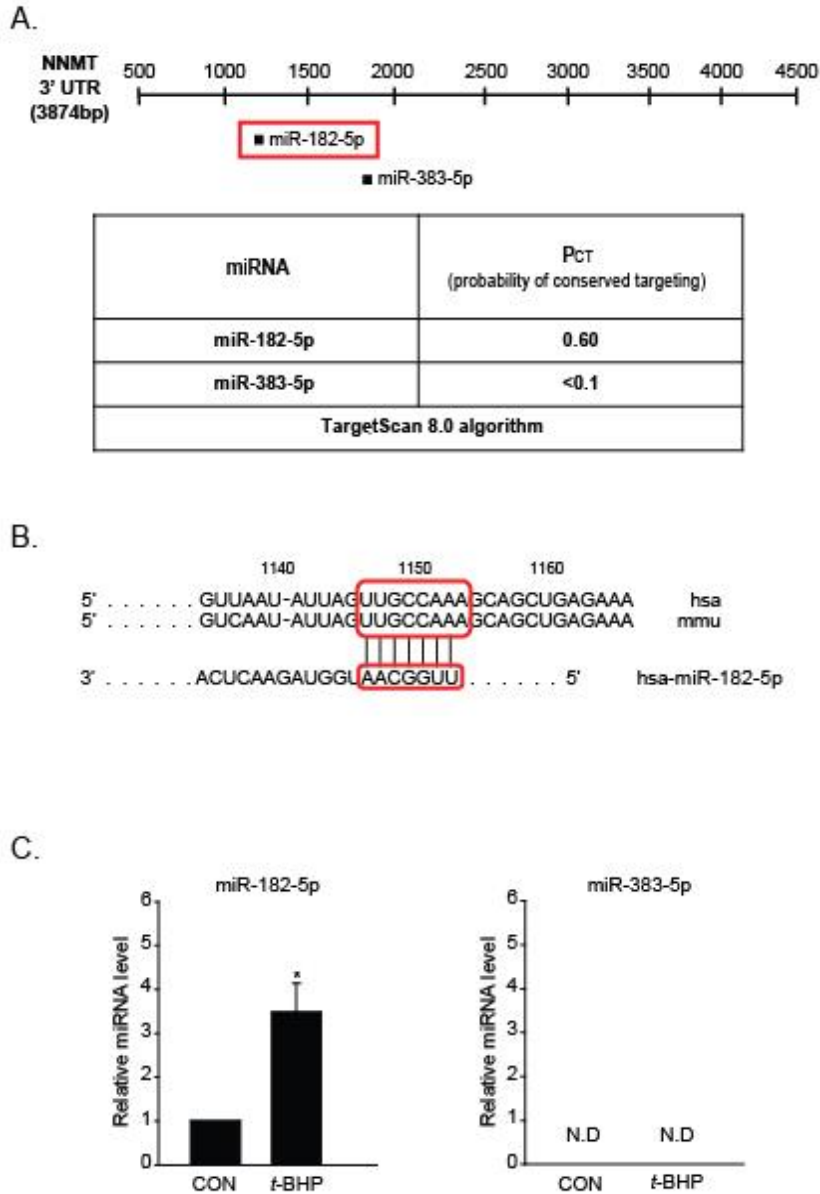 A.
NNMT
3' UTR
(3874bp)
500 1000 1500 2000 2500 3000 3500 4000 4500
miR-182-5p
miR-383-5p
miRNA PCT
(probability of conserved targeting)
miR-182-5p 0.60
miR-383-5p <0.1
TargetScan 8.0 algorithm
B.
1140 1150 1160
5' . . . . . . GUUAAU-AUUAGUUGCCAAAGCAGCUGAGAAA hsa
5' . . . . . . GUCAAU-AUUAGUUGCCAAAGCAGCUGAGAAA mmu
3' . . . . . . ACUCAAGAUGGUAACGGUU . . . . . . 5' hsa-miR-182-5p
C.
miR-182-5p
Relative miRNA level
6
5
4
3
2
1
0
*
CON t-BHP
miR-383-5p
Relative miRNA level
6
5
4
3
2
1
0
N.D N.D
CON t-BHP